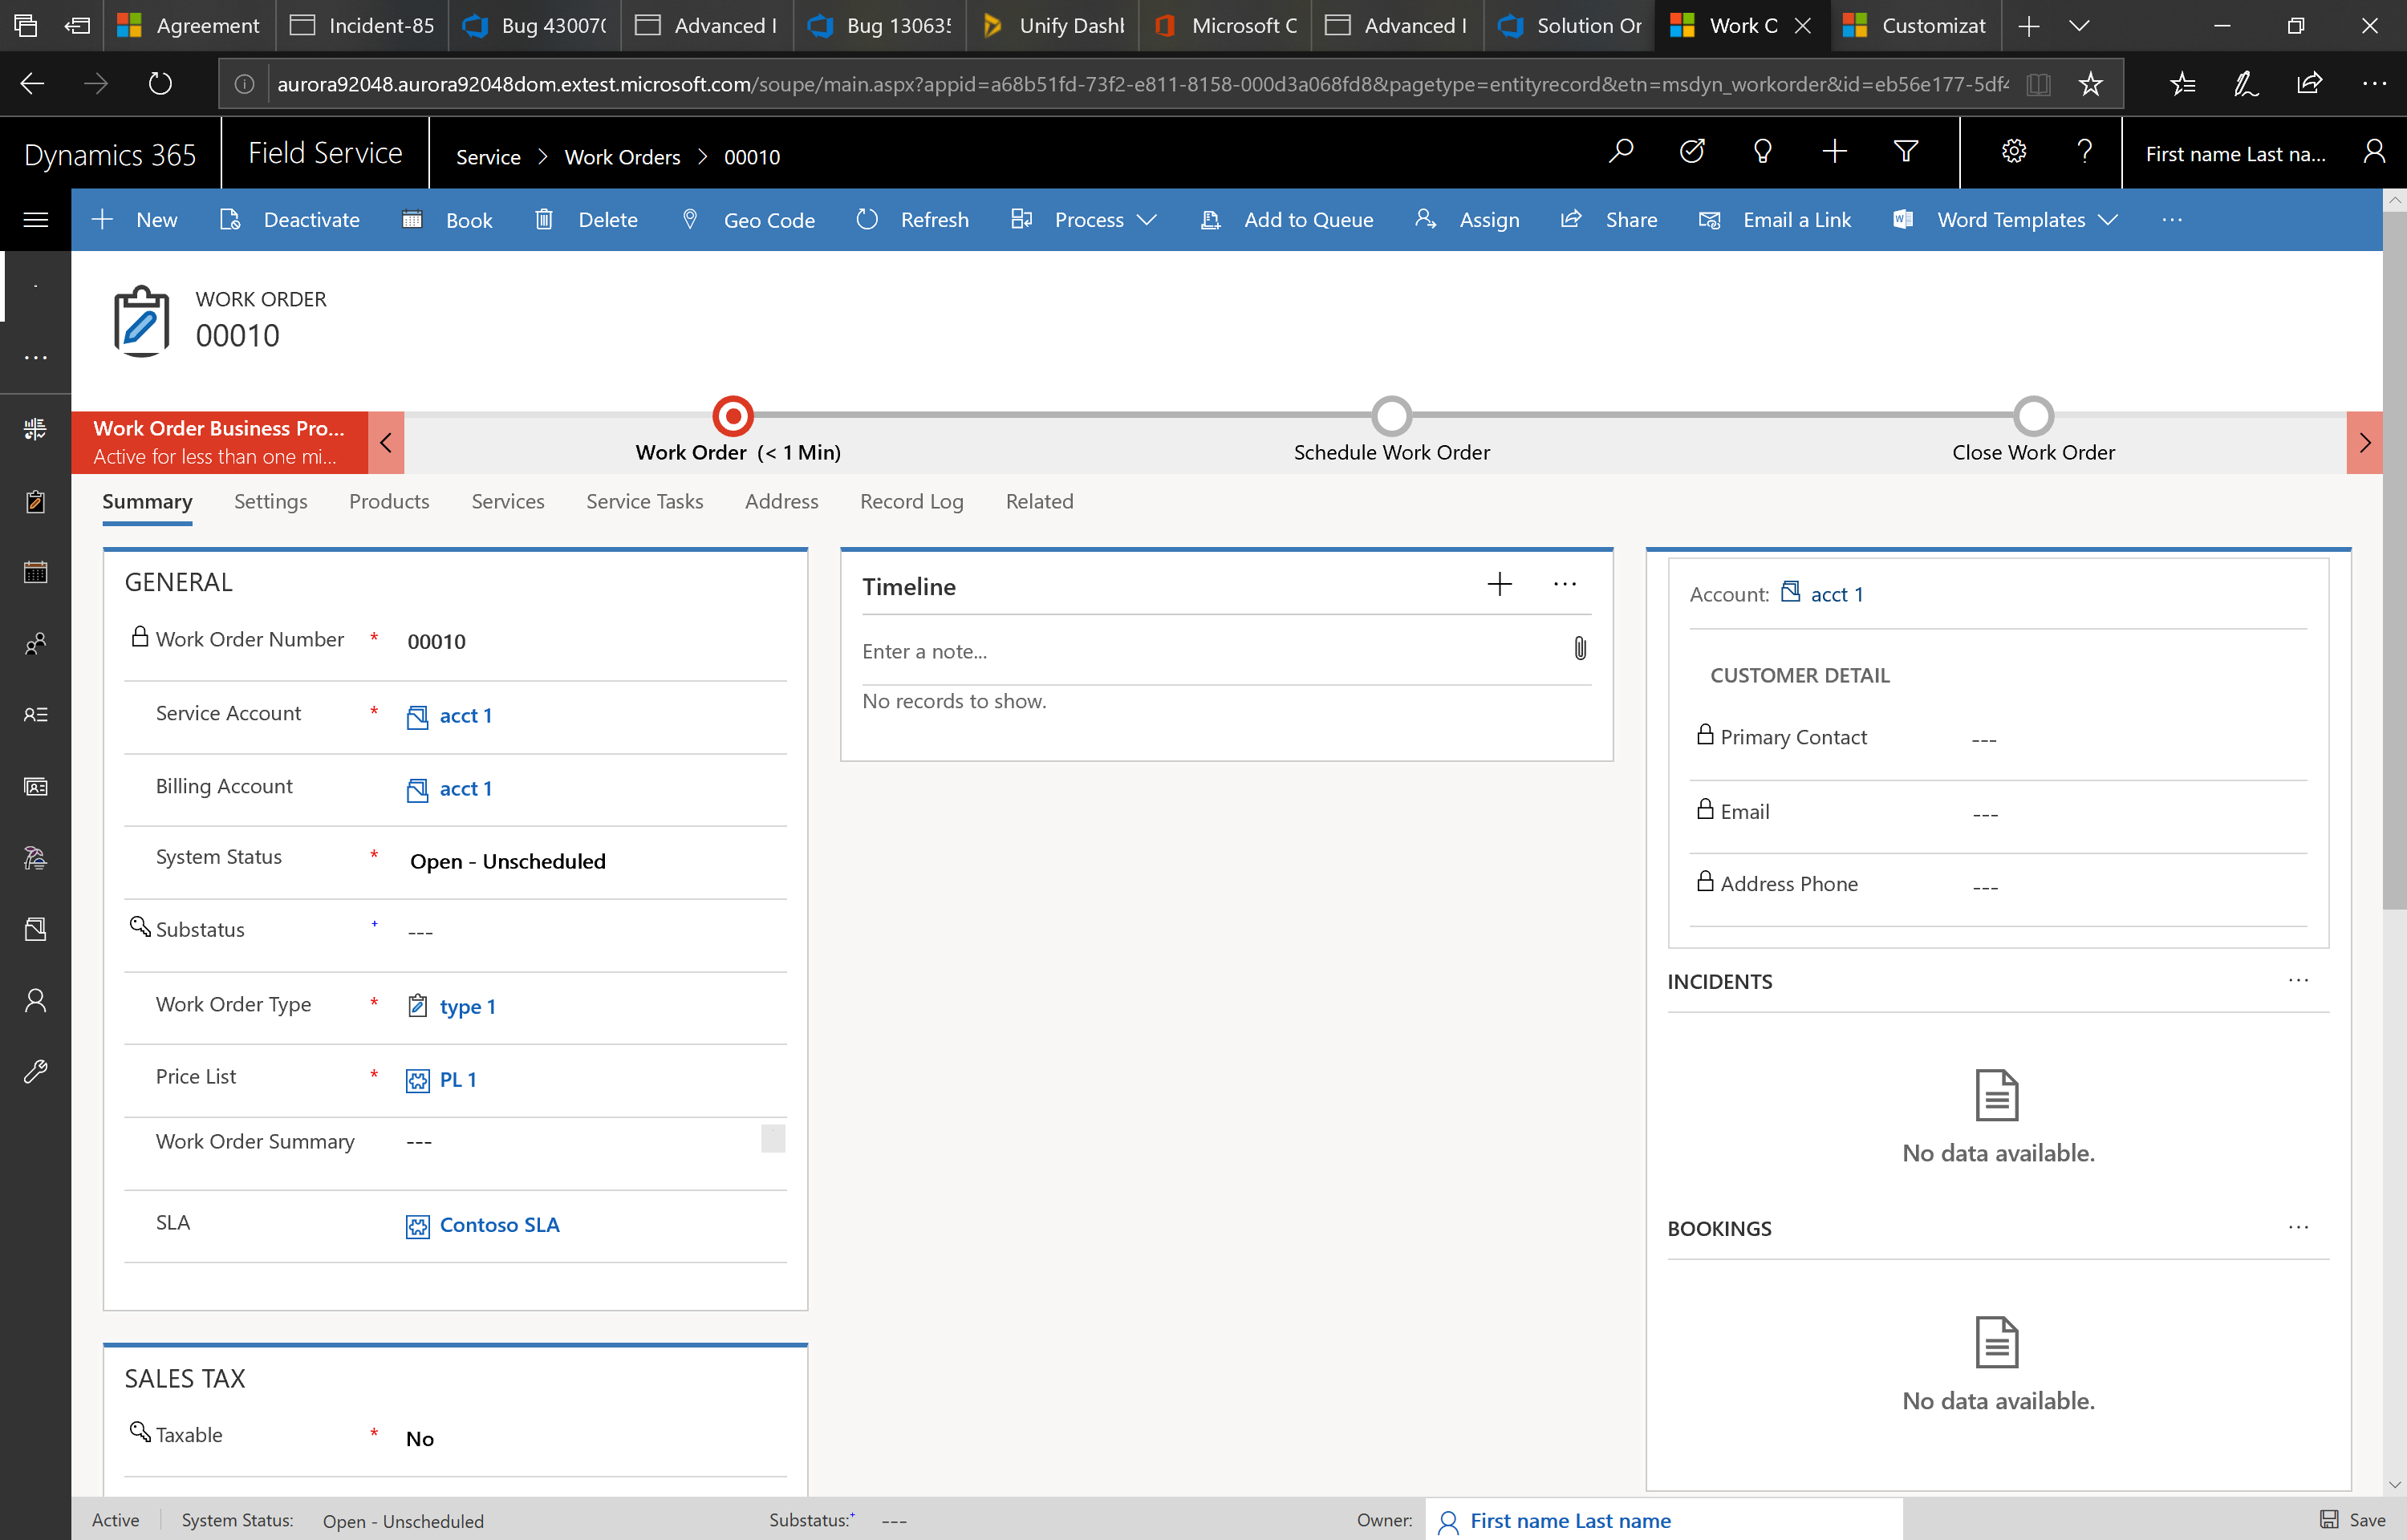 Agreement
Incident-85
Bug 43007(
Advanced I
Bug 13063!
Unify Dashl
Microsoft C
Advanced I
Solution Or
Work C
Customizat
aurora92048.aurora92048dom.extest.microsoft.com/soupe/main.aspx?appid=a68b51fd-73f2-e811-8158-000d3a068fd8&pagetype=entityrecord&etn=msdyn_workorder&id=eb56e177-5df4
Dynamics 365
Field Service
Service > Work Orders > 00010
First name Last na...
New
Deactivate
Book
Delete
Geo Code
Refresh
Process
Add to Queue
Assign
Share
Email a Link
Word Templates
...
WORK ORDER
00010
Work Order Business Pro...
Active for less than one mi...
Work Order (< 1 Min)
Schedule Work Order
Close Work Order
Summary
Settings
Products
Services
Service Tasks
Address
Record Log
Related
GENERAL
Work Order Number * 00010
Service Account * acct 1
Billing Account acct 1
System Status * Open - Unscheduled
Substatus + ---
Work Order Type * type 1
Price List * PL 1
Work Order Summary ---
SLA Contoso SLA
SALES TAX
Taxable * No
Timeline
Enter a note...
No records to show.
Account: acct 1
CUSTOMER DETAIL
Primary Contact ---
Email ---
Address Phone ---
INCIDENTS
No data available.
BOOKINGS
No data available.
Active
System Status: Open - Unscheduled
Substatus:+ ---
Owner: First name Last name
Save